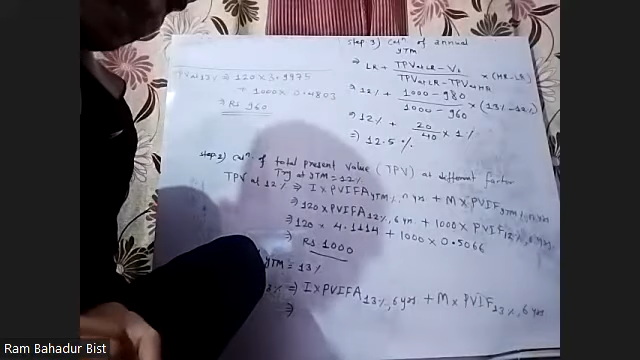 TPV at 13% ⇒ 120 × 3.9975
+ 1000 × 0.4803
⇒ Rs 960
step 3) calⁿ of annual
YTM
⇒ LR + (TPV at LR - V₀) / (TPV at LR - TPV at HR) × (HR - LR)
⇒ 12% + (1000 - 980) / (1000 - 960) × (13% - 12%)
⇒ 12% + 20/40 × 1%
⇒ 12.5%
step 2) calⁿ of total present value (TPV) at different factor
Try at YTM = 12%
TPV at 12% ⇒ I × PVIFA YTM%, n yrs + M × PVIF YTM%, n yrs
⇒ 120 × PVIFA 12%, 6 yrs + 1000 × PVIF 12%, 6 yrs
⇒ 120 × 4.1114 + 1000 × 0.5066
⇒ Rs 1000
YTM = 13%
⇒ I × PVIFA 13%, 6 yrs + M × PVIF 13%, 6 yrs
⇒
Ram Bahadur Bist